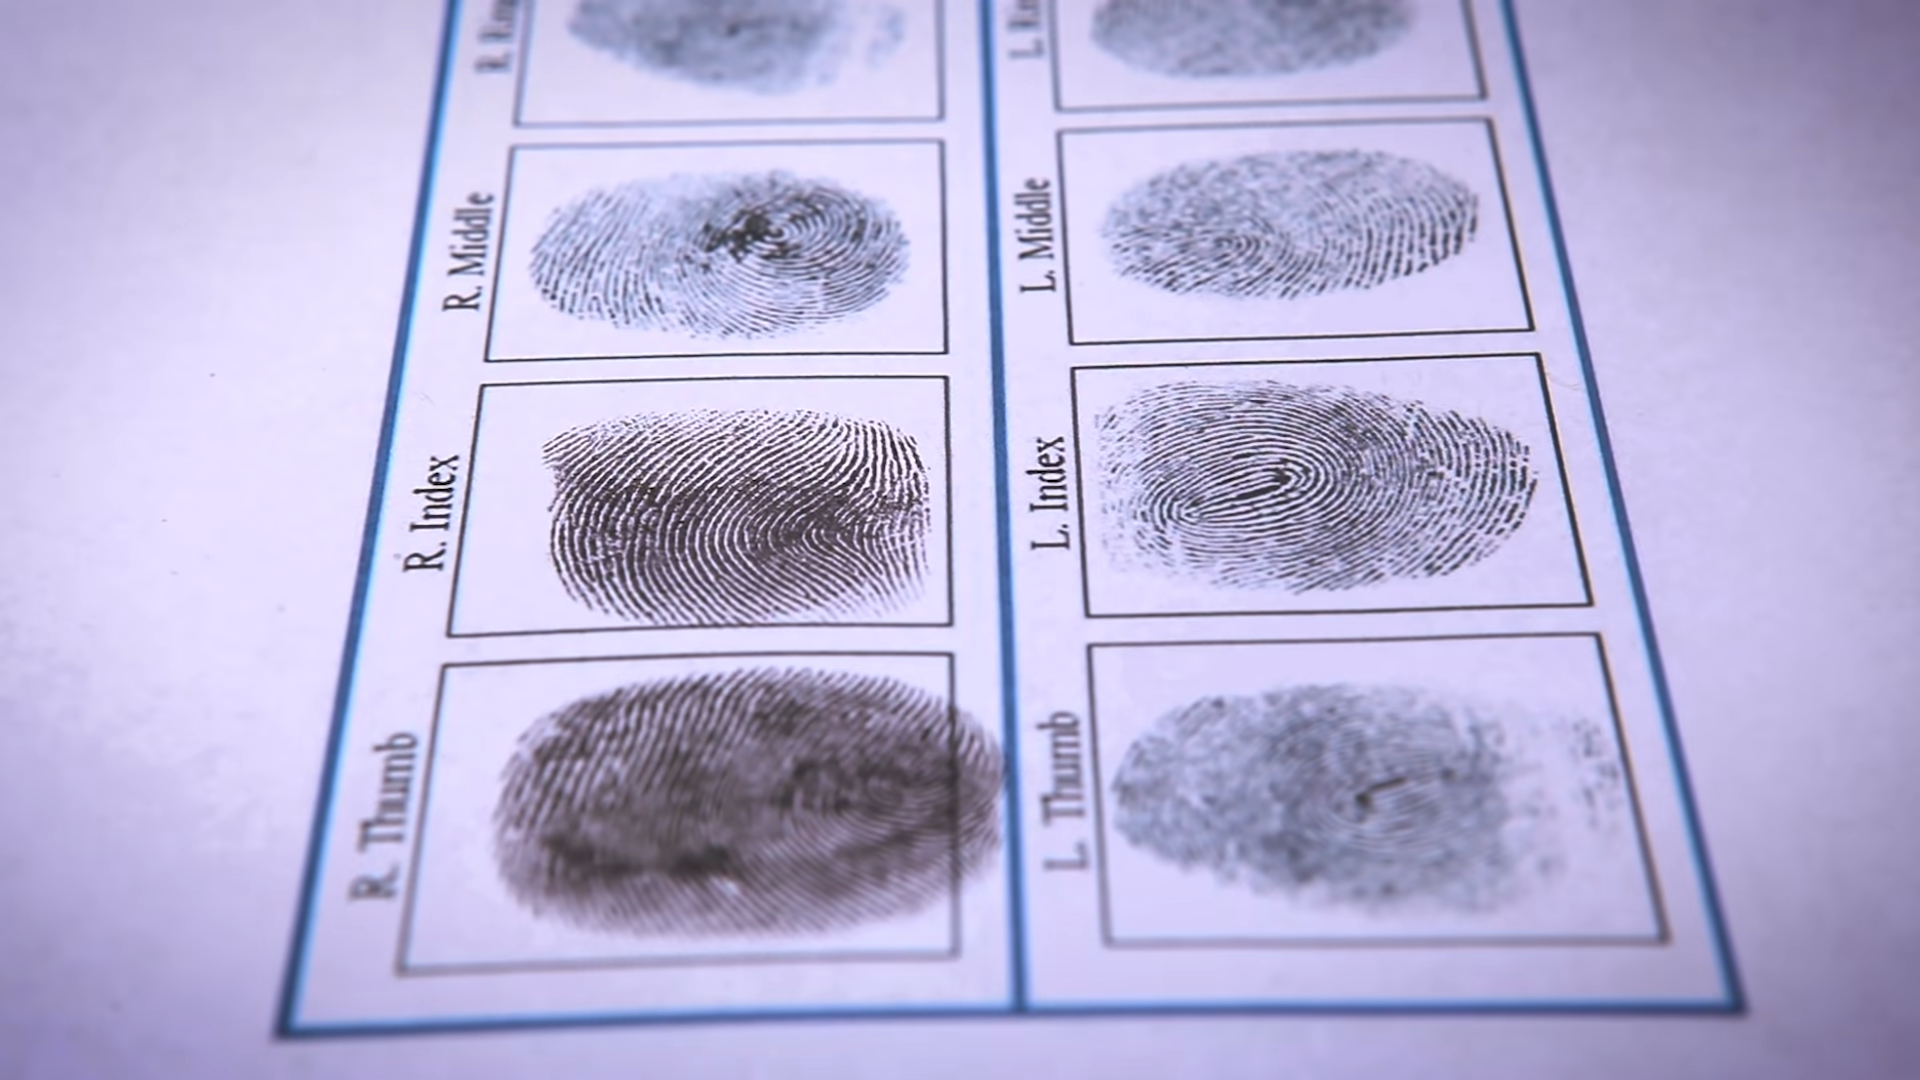 R.
L.
R. Middle
L. Middle
R. Index
L. Index
R. Thumb
L. Thumb